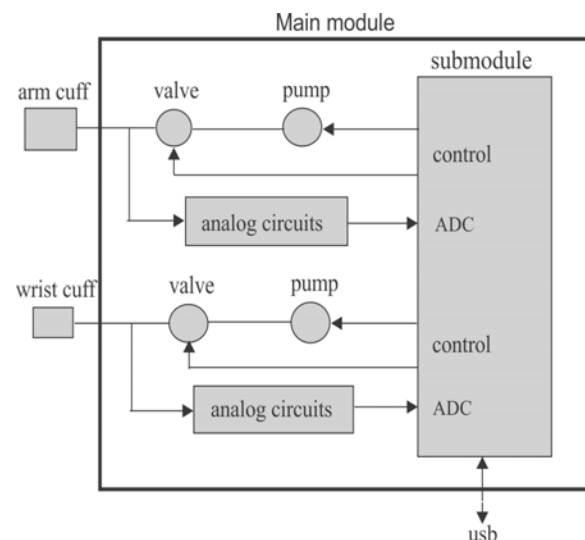 Main module
submodule
arm cuff
valve
pump
control
analog circuits
ADC
wrist cuff
valve
pump
control
analog circuits
ADC
usb